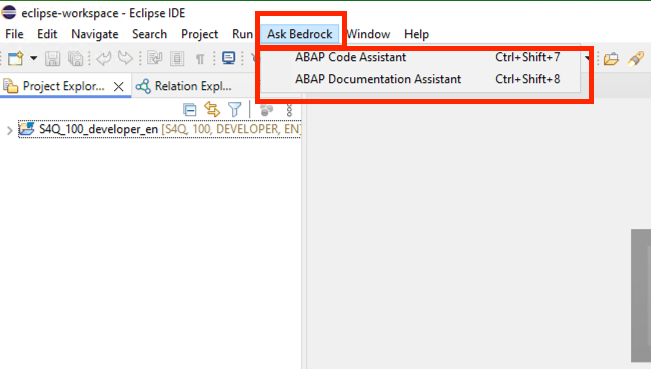 eclipse-workspace - Eclipse IDE
File Edit Navigate Search Project Run Ask Bedrock Window Help
ABAP Code Assistant Ctrl+Shift+7
ABAP Documentation Assistant Ctrl+Shift+8
Project Explor... Relation Expl...
S4Q_100_developer_en [S4Q, 100, DEVELOPER, EN]